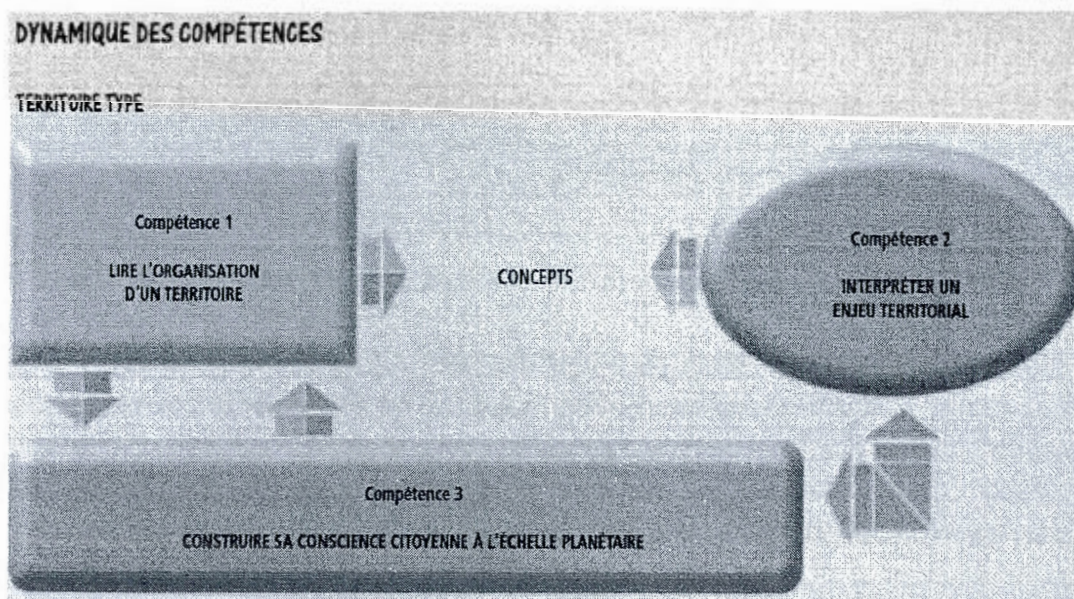 DYNAMIQUE DES COMPÉTENCES
TERRITOIRE TYPE
Compétence 1
LIRE L'ORGANISATION
D'UN TERRITOIRE
CONCEPTS
Compétence 2
INTERPRÉTER UN
ENJEU TERRITORIAL
Compétence 3
CONSTRUIRE SA CONSCIENCE CITOYENNE À L'ÉCHELLE PLANÉTAIRE